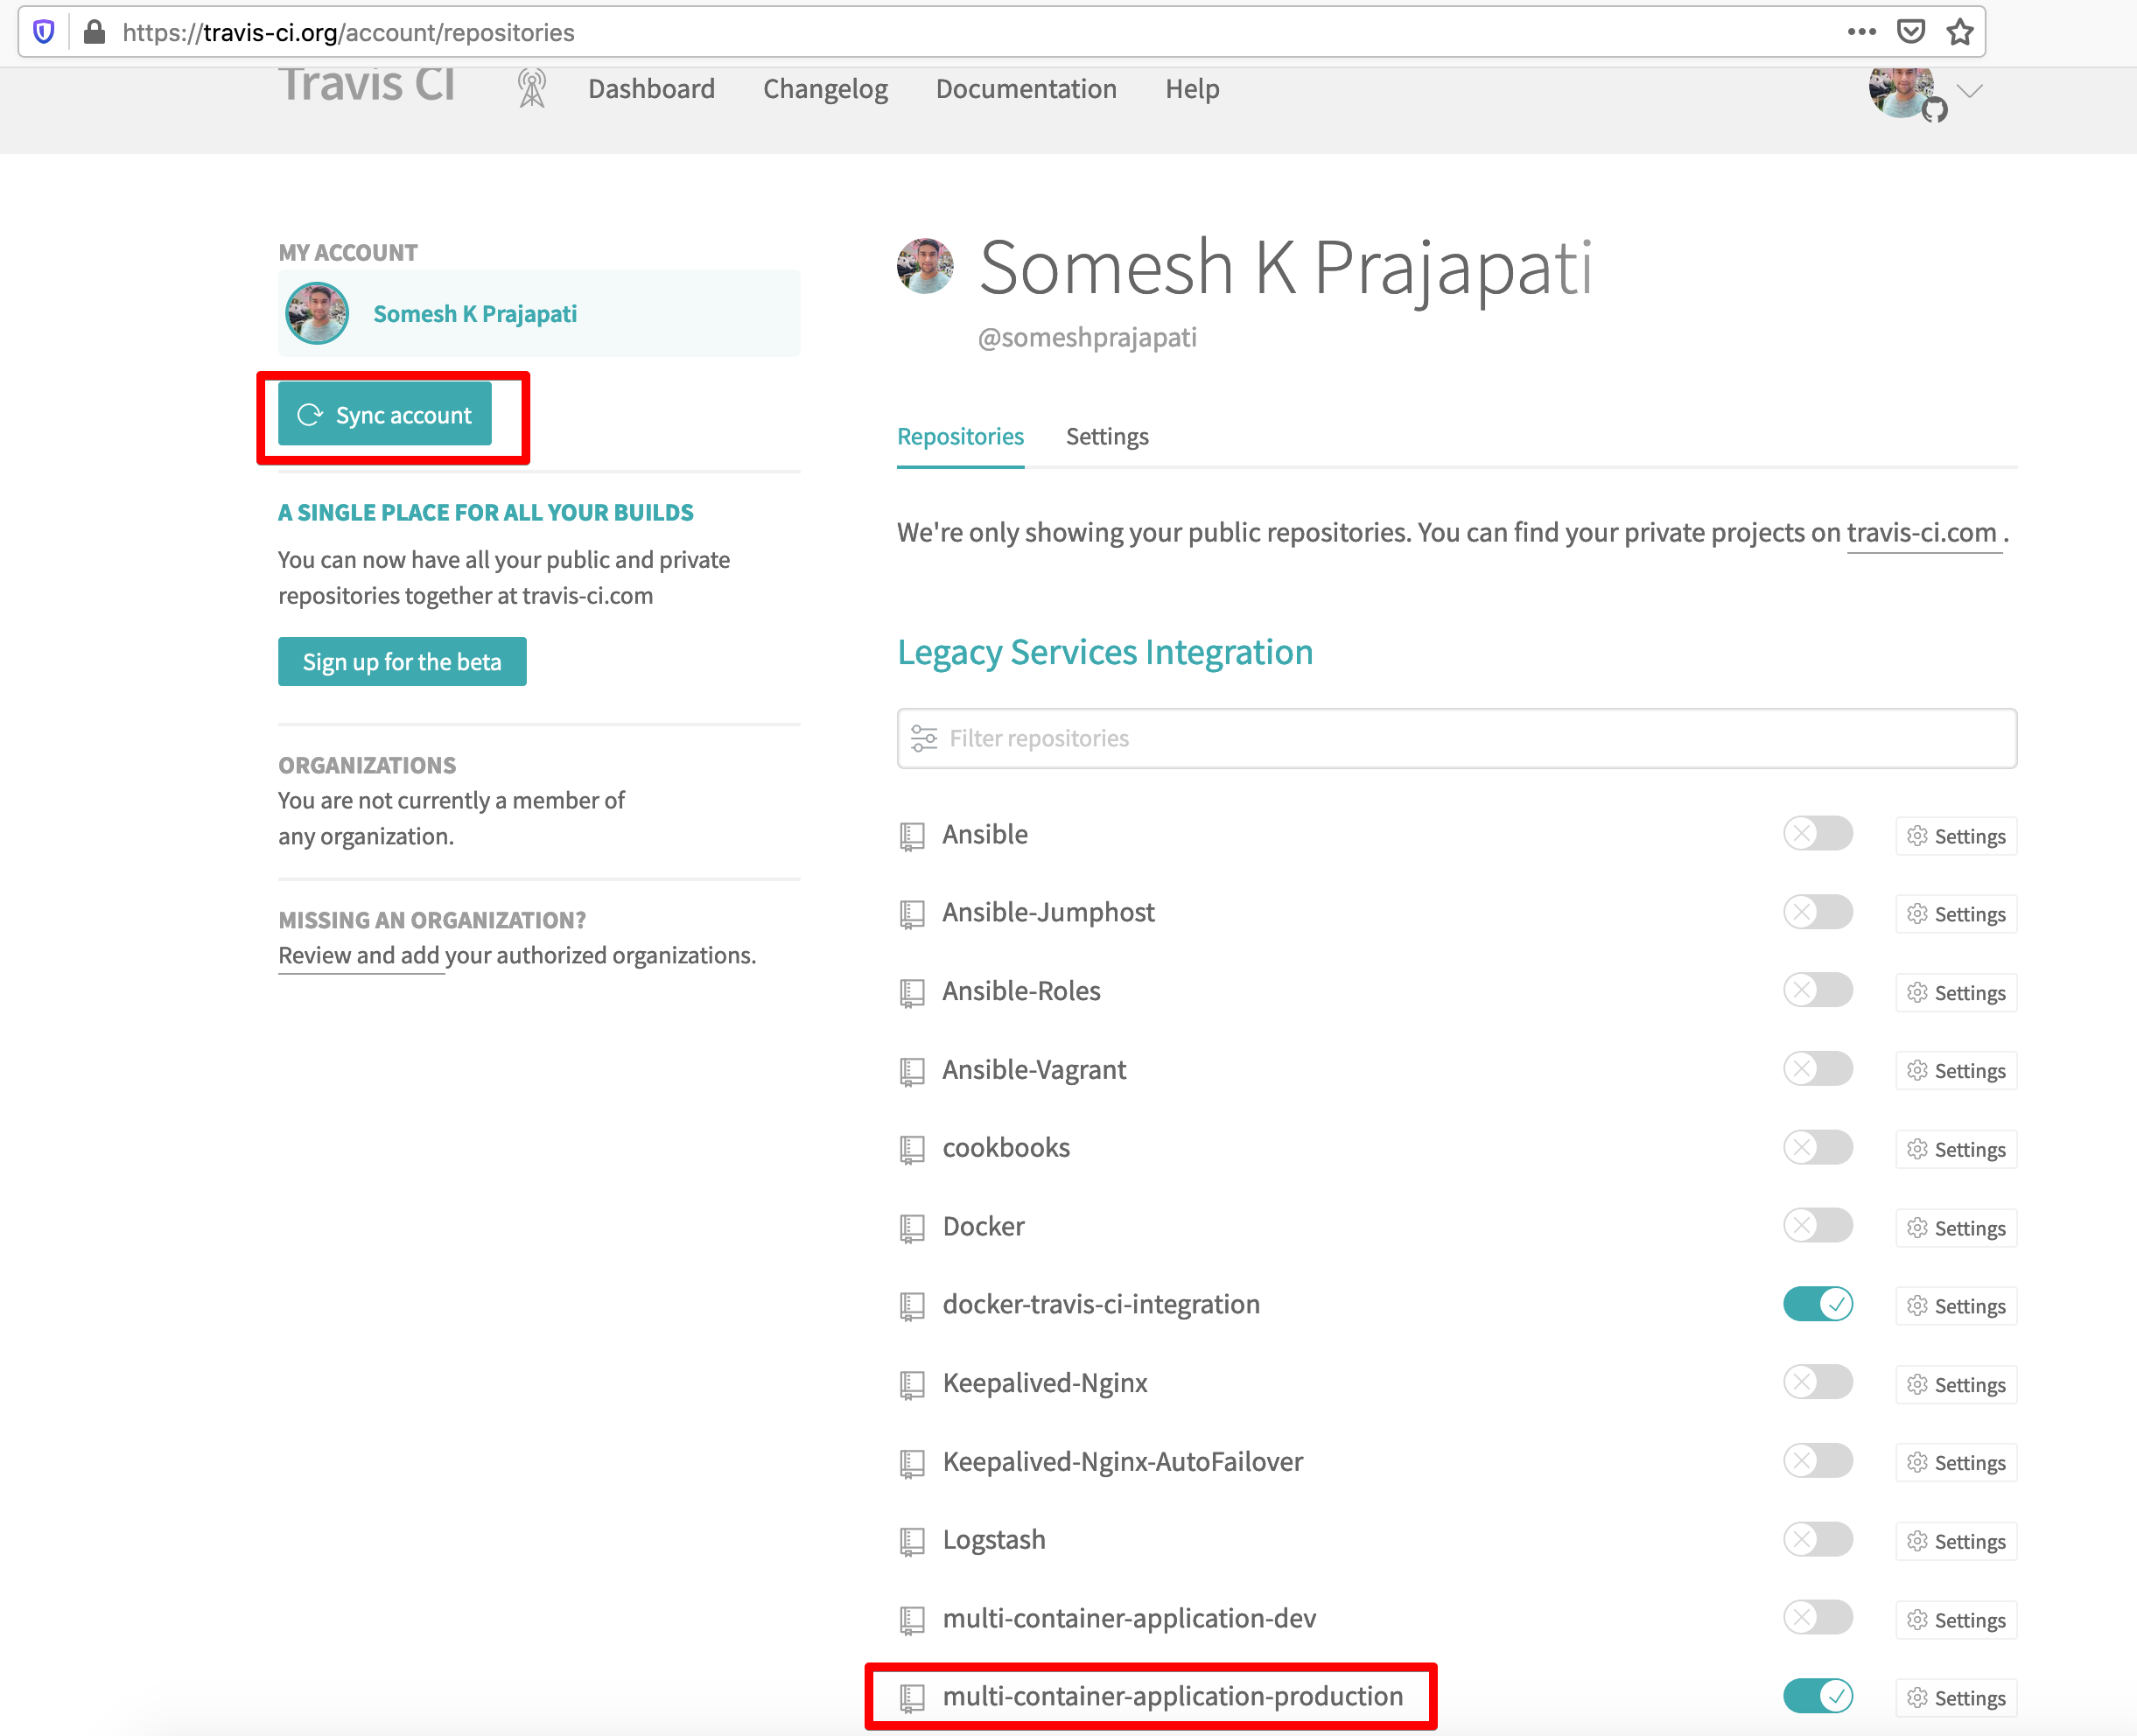 https://travis-ci.org/account/repositories
Travis CI
Dashboard
Changelog
Documentation
Help
MY ACCOUNT
Somesh K Prajapati
Sync account
A SINGLE PLACE FOR ALL YOUR BUILDS
You can now have all your public and private
repositories together at travis-ci.com
Sign up for the beta
ORGANIZATIONS
You are not currently a member of
any organization.
MISSING AN ORGANIZATION?
Review and add your authorized organizations.
Somesh K Prajapati
@someshprajapati
Repositories
Settings
We're only showing your public repositories. You can find your private projects on travis-ci.com .
Legacy Services Integration
Filter repositories
Ansible
Settings
Ansible-Jumphost
Settings
Ansible-Roles
Settings
Ansible-Vagrant
Settings
cookbooks
Settings
Docker
Settings
docker-travis-ci-integration
Settings
Keepalived-Nginx
Settings
Keepalived-Nginx-AutoFailover
Settings
Logstash
Settings
multi-container-application-dev
Settings
multi-container-application-production
Settings